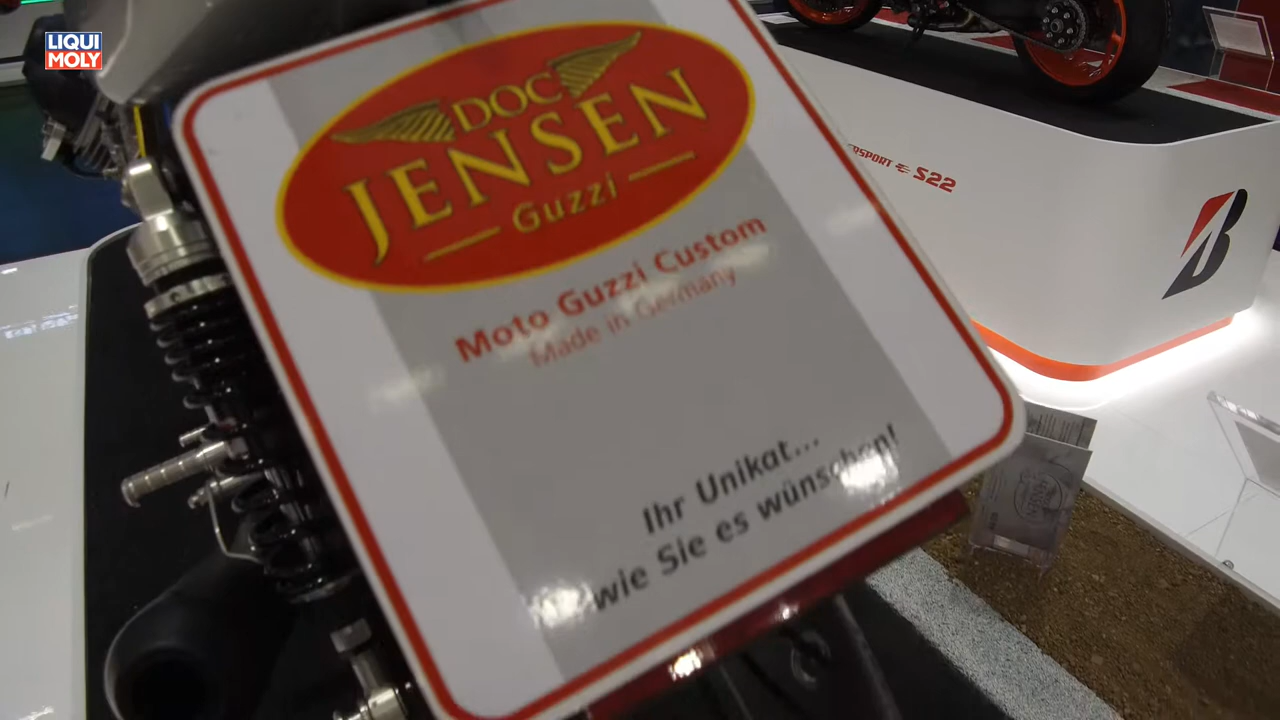 LIQUI
MOLY
DOC
JENSEN
Guzzi
Moto Guzzi Custom
Made in Germany
Ihr Unikat...
wie Sie es wünschen!
S22